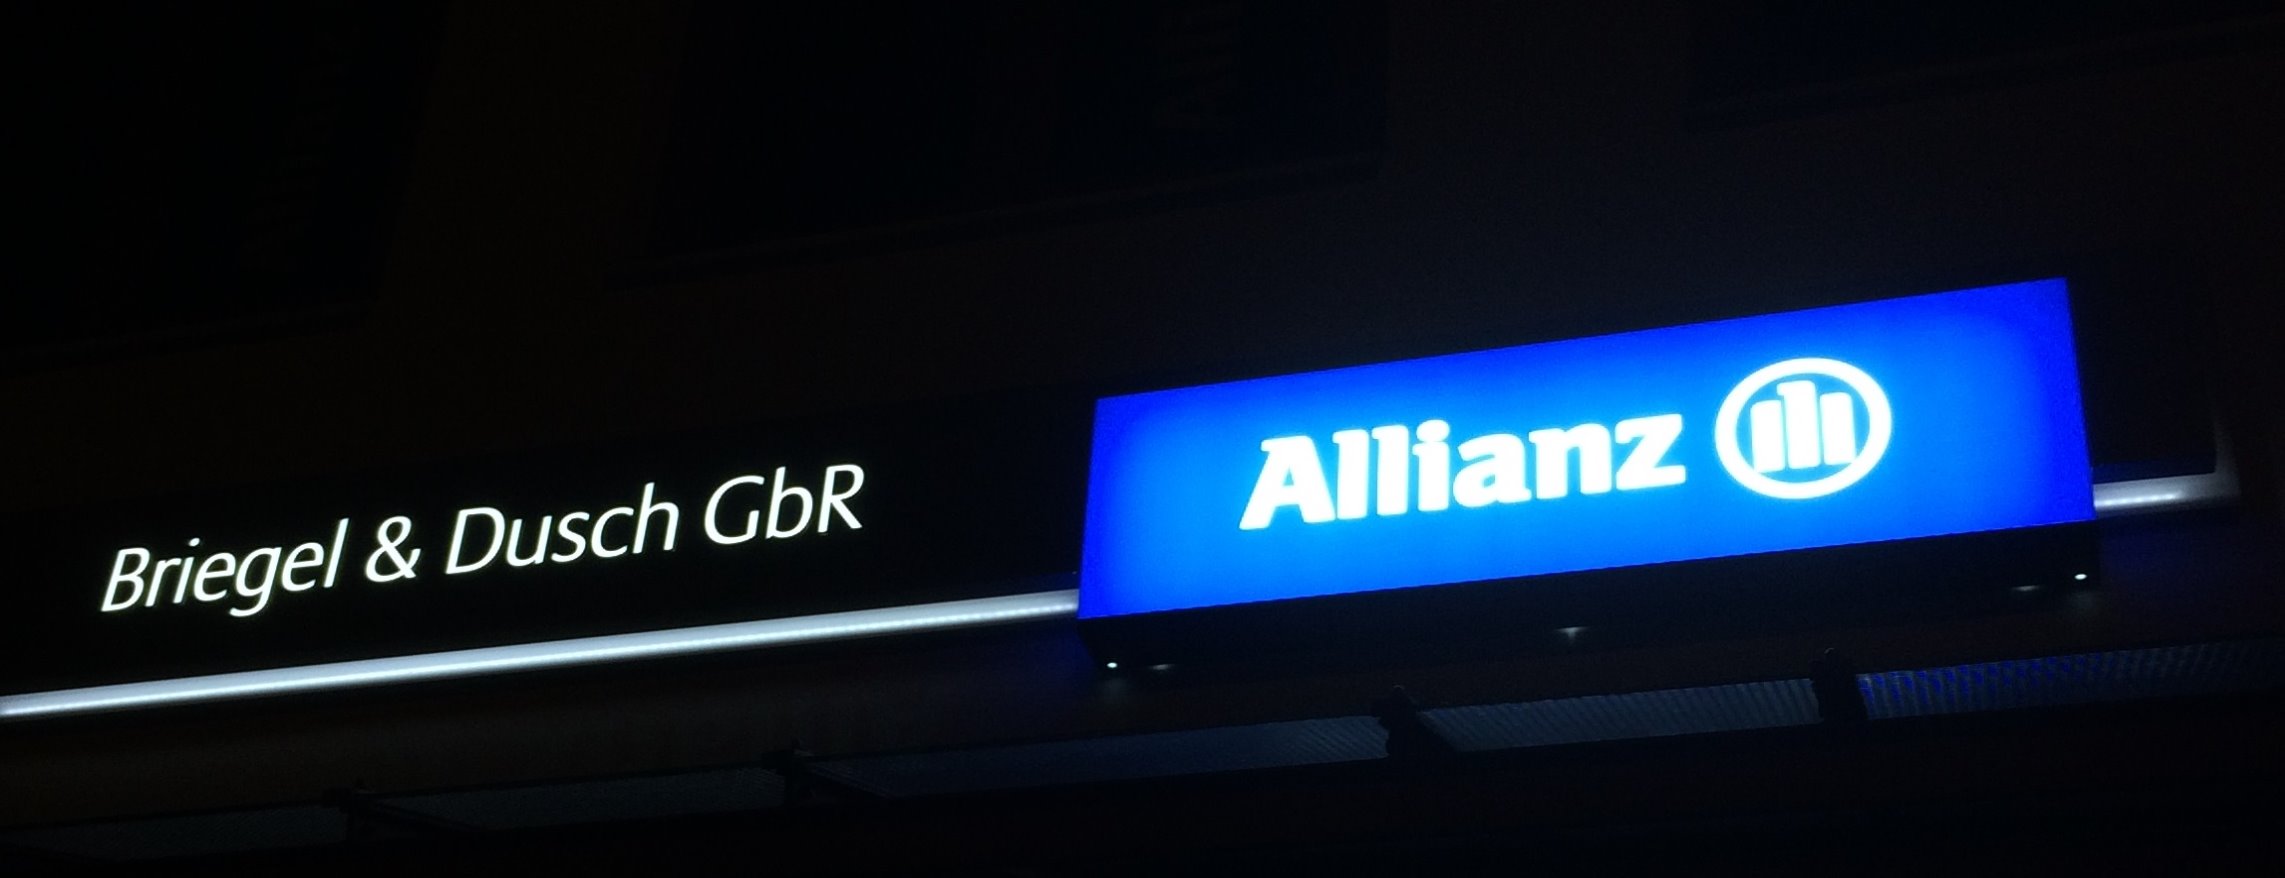 Briegel & Dusch GbR
Allianz